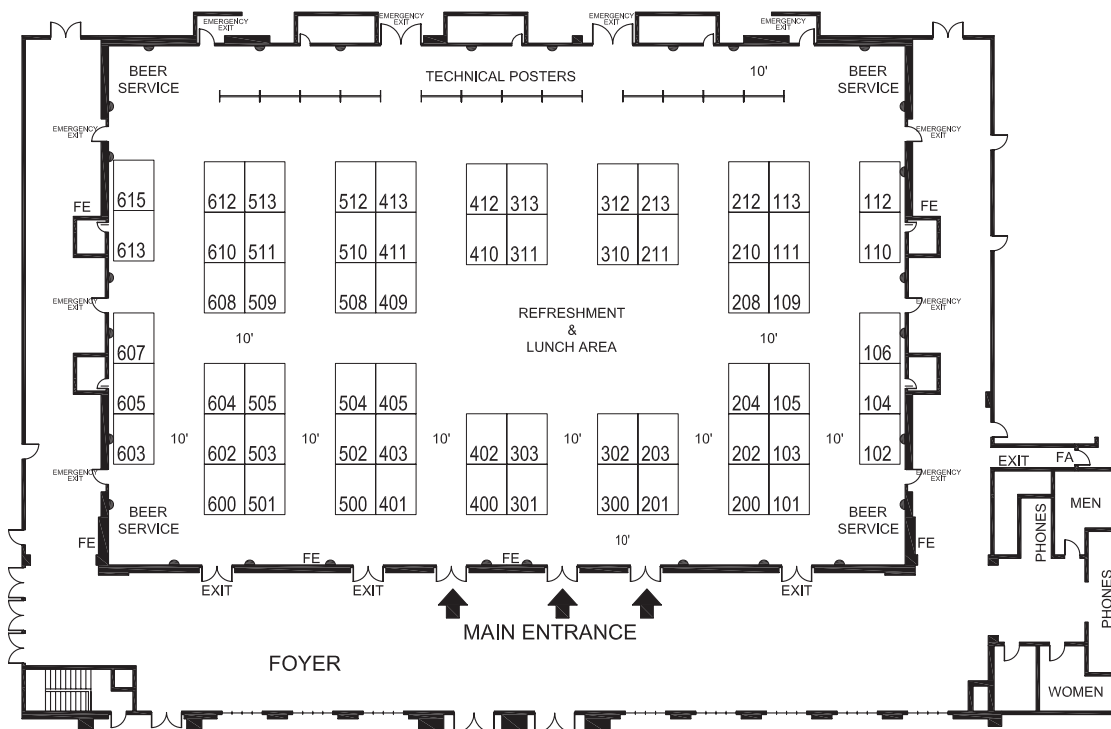 EMERGENCY
EXIT
EMERGENCY
EXIT
EMERGENCY
EXIT
EMERGENCY
EXIT
BEER
SERVICE
TECHNICAL POSTERS
10'
BEER
SERVICE
EMERGENCY
EXIT
EMERGENCY
EXIT
615
612 513
512 413
412 313
312 213
212 113
112
FE
FE
613
610 511
510 411
410 311
310 211
210 111
110
608 509
508 409
208 109
EMERGENCY
EXIT
EMERGENCY
EXIT
REFRESHMENT
&
LUNCH AREA
10'
10'
607
106
605
604 505
504 405
204 105
104
603
10'
602 503
10'
502 403
10'
402 303
10'
302 203
10'
202 103
10'
102
EXIT
FA
EMERGENCY
EXIT
EMERGENCY
EXIT
600 501
500 401
400 301
300 201
200 101
BEER
SERVICE
BEER
SERVICE
MEN
PHONES
PHONES
FE
FE
FE
10'
FE
EXIT
EXIT
EXIT
MAIN ENTRANCE
FOYER
WOMEN